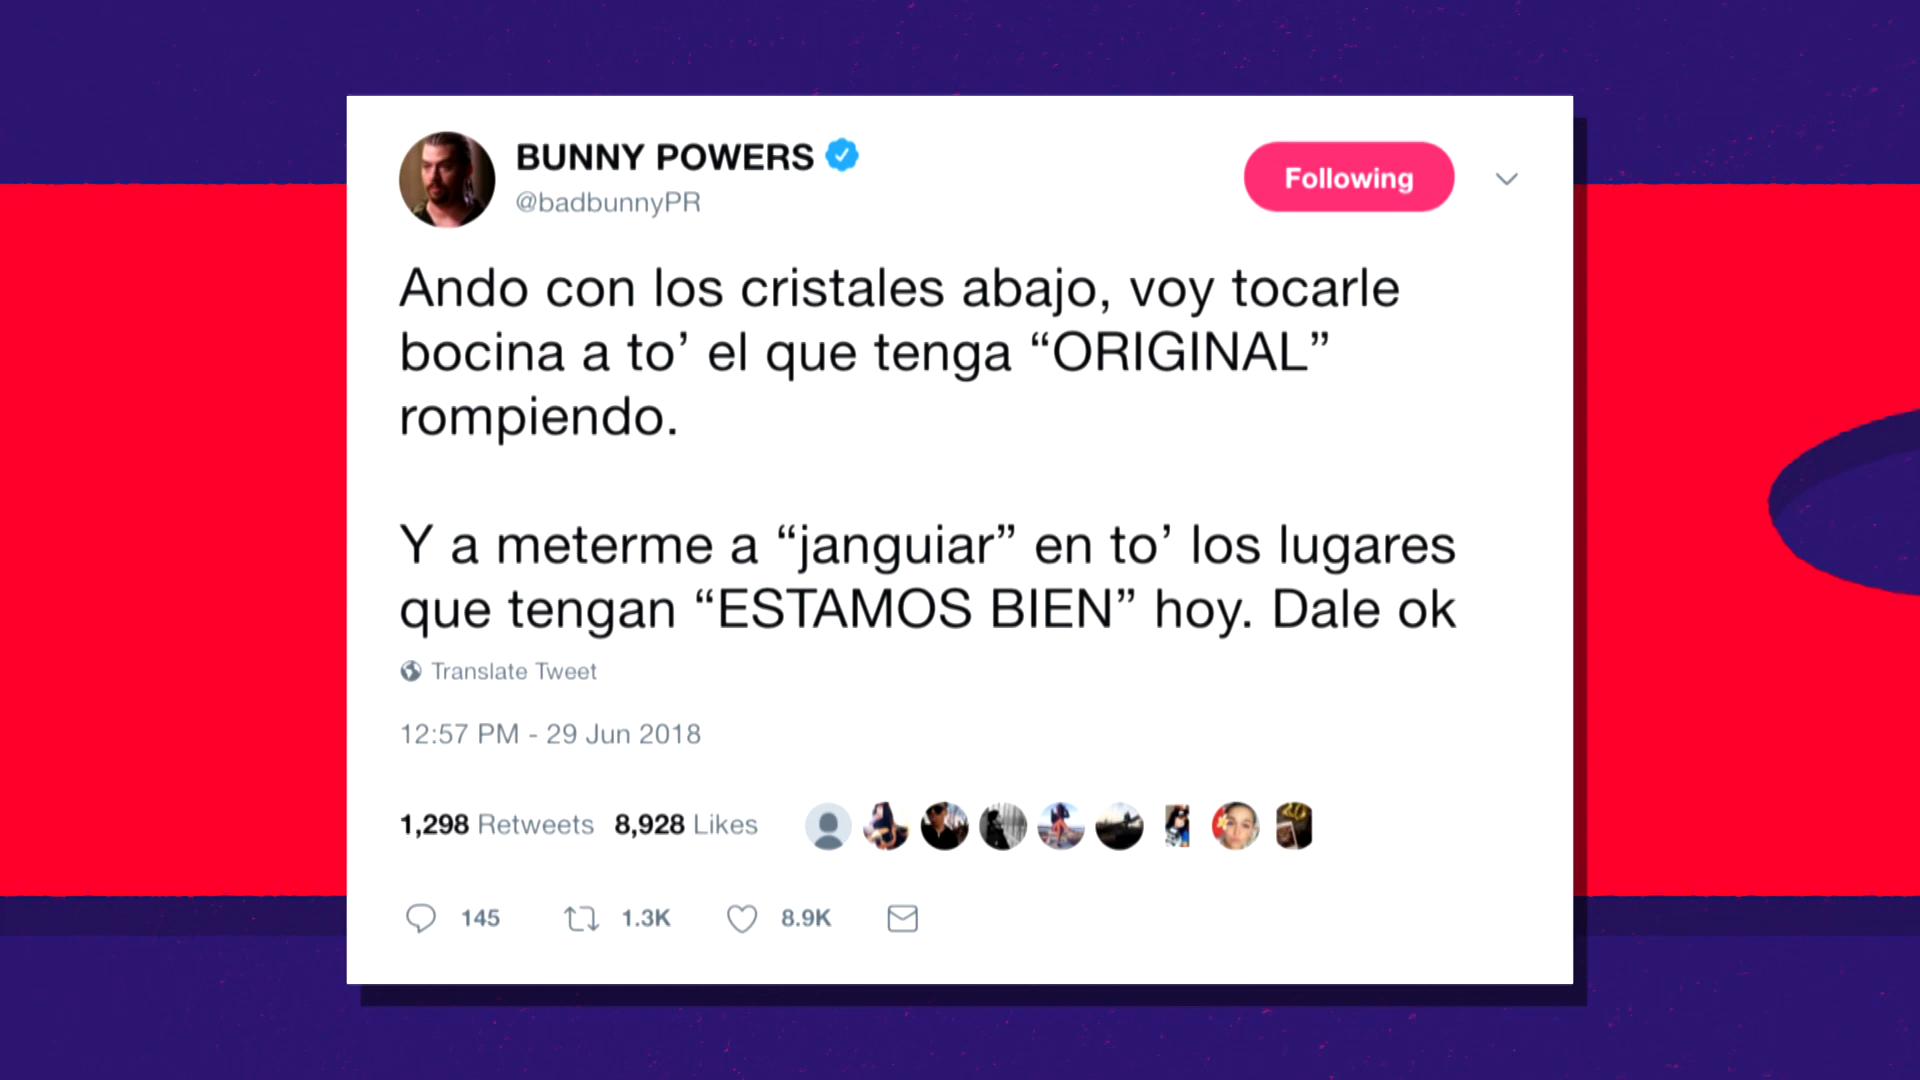 BUNNY POWERS
@badbunnyPR
Following
Ando con los cristales abajo, voy tocarle
bocina a to’ el que tenga “ORIGINAL”
rompiendo.
Y a meterme a “janguiar” en to’ los lugares
que tengan “ESTAMOS BIEN” hoy. Dale ok
Translate Tweet
12:57 PM - 29 Jun 2018
1,298 Retweets 8,928 Likes
145 1.3K 8.9K